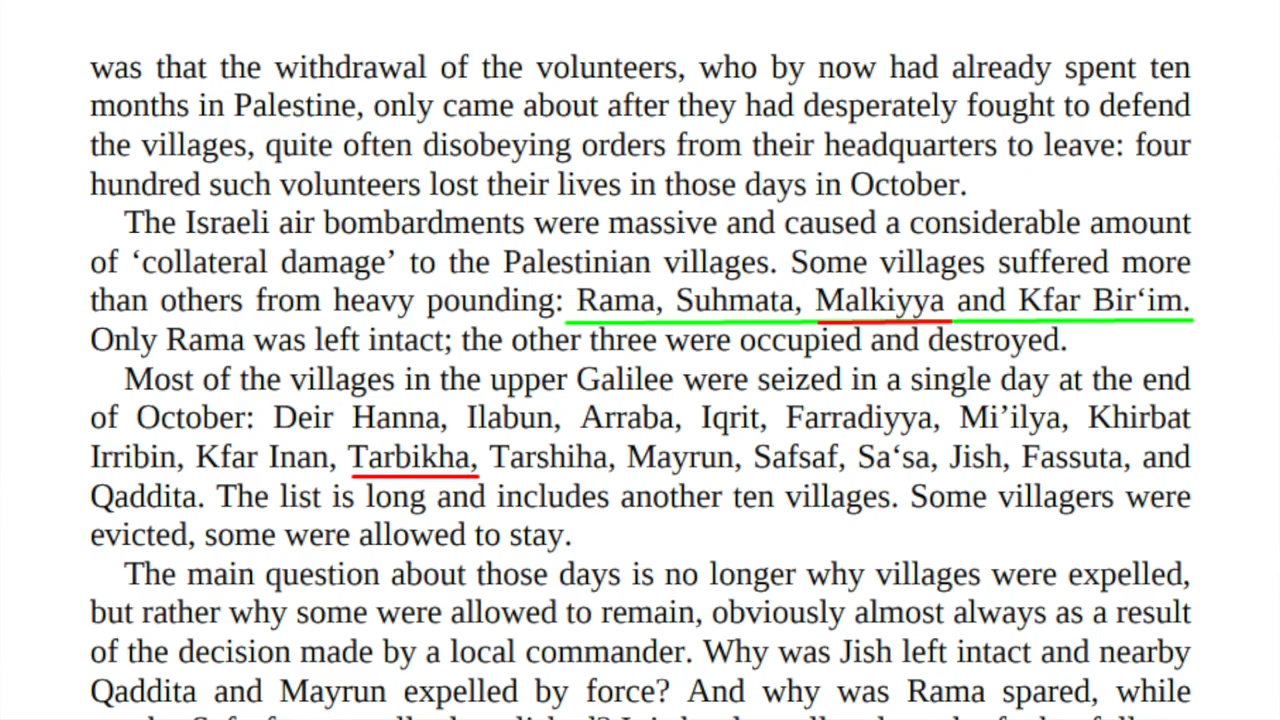 was that the withdrawal of the volunteers, who by now had already spent ten
months in Palestine, only came about after they had desperately fought to defend
the villages, quite often disobeying orders from their headquarters to leave: four
hundred such volunteers lost their lives in those days in October.
The Israeli air bombardments were massive and caused a considerable amount
of ‘collateral damage’ to the Palestinian villages. Some villages suffered more
than others from heavy pounding: Rama, Suhmata, Malkiyya and Kfar Bir‘im.
Only Rama was left intact; the other three were occupied and destroyed.
Most of the villages in the upper Galilee were seized in a single day at the end
of October: Deir Hanna, Ilabun, Arraba, Iqrit, Farradiyya, Mi’ilya, Khirbat
Irribin, Kfar Inan, Tarbikha, Tarshiha, Mayrun, Safsaf, Sa‘sa, Jish, Fassuta, and
Qaddita. The list is long and includes another ten villages. Some villagers were
evicted, some were allowed to stay.
The main question about those days is no longer why villages were expelled,
but rather why some were allowed to remain, obviously almost always as a result
of the decision made by a local commander. Why was Jish left intact and nearby
Qaddita and Mayrun expelled by force? And why was Rama spared, while